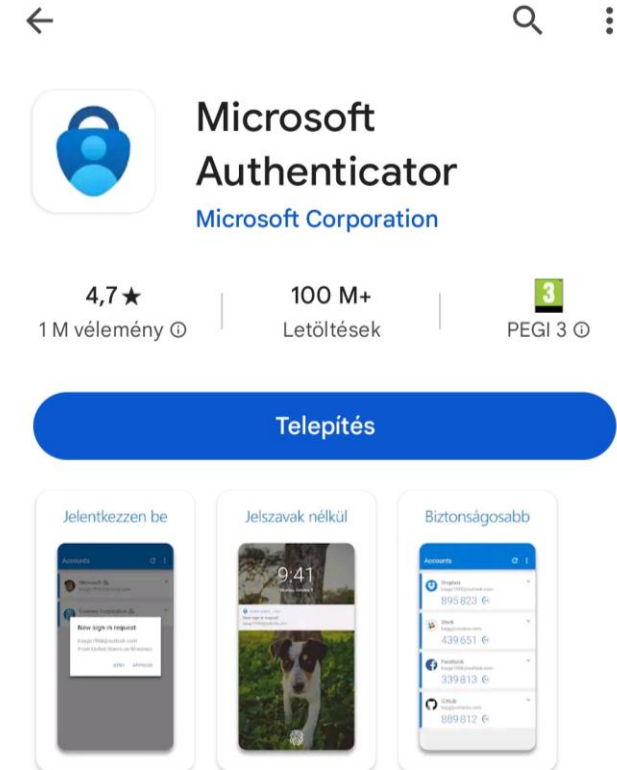 Microsoft
Authenticator
Microsoft Corporation
4,7★
1 M vélemény
100 M+
Letöltések
3
PEGI 3
Telepítés
Jelentkezzen be
Accounts
New sign in request
Jelszavak nélkül
9:41
Biztonságosabb
Accounts
Dropbox
895 823
Slack
439 651
Facebook
339 813
GitHub
889 812